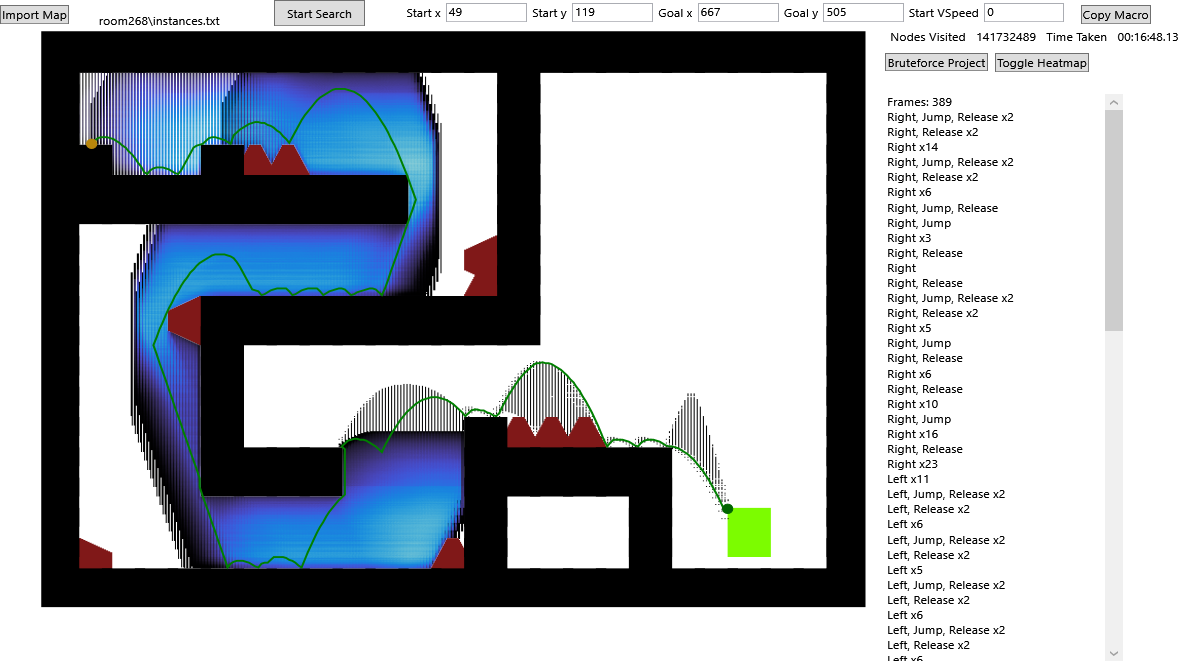 Import Map
room268\instances.txt
Start Search
Start x 49 Start y 119 Goal x 667 Goal y 505 Start VSpeed 0
Copy Macro
Nodes Visited 141732489 Time Taken 00:16:48.13
Bruteforce Project Toggle Heatmap
Frames: 389
Right, Jump, Release x2
Right, Release x2
Right x14
Right, Jump, Release x2
Right, Release x2
Right x6
Right, Jump, Release
Right, Jump
Right x3
Right, Release
Right
Right, Release
Right, Jump, Release x2
Right, Release x2
Right x5
Right, Jump
Right, Release
Right x6
Right, Release
Right x10
Right, Jump
Right x16
Right, Release
Right x23
Left x11
Left, Jump, Release x2
Left, Release x2
Left x6
Left, Jump, Release x2
Left, Release x2
Left x5
Left, Jump, Release x2
Left, Release x2
Left x6
Left, Jump, Release x2
Left, Release x2
Left x6